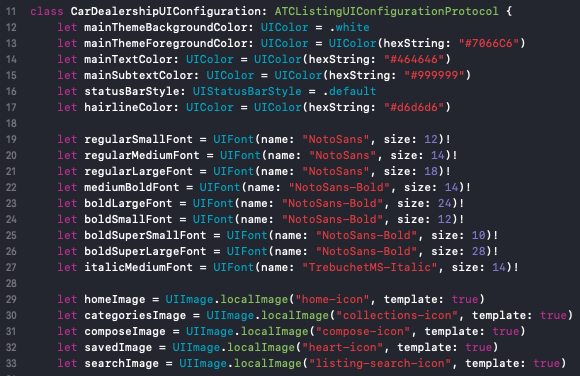 11 class CarDealershipUIConfiguration: ATCListingUIConfigurationProtocol {
12     let mainThemeBackgroundColor: UIColor = .white
13     let mainThemeForegroundColor: UIColor = UIColor(hexString: "#7066C6")
14     let mainTextColor: UIColor = UIColor(hexString: "#464646")
15     let mainSubtextColor: UIColor = UIColor(hexString: "#999999")
16     let statusBarStyle: UIStatusBarStyle = .default
17     let hairlineColor: UIColor = UIColor(hexString: "#d6d6d6")
18
19     let regularSmallFont = UIFont(name: "NotoSans", size: 12)!
20     let regularMediumFont = UIFont(name: "NotoSans", size: 14)!
21     let regularLargeFont = UIFont(name: "NotoSans", size: 18)!
22     let mediumBoldFont = UIFont(name: "NotoSans-Bold", size: 14)!
23     let boldLargeFont = UIFont(name: "NotoSans-Bold", size: 24)!
24     let boldSmallFont = UIFont(name: "NotoSans-Bold", size: 12)!
25     let boldSuperSmallFont = UIFont(name: "NotoSans-Bold", size: 10)!
26     let boldSuperLargeFont = UIFont(name: "NotoSans-Bold", size: 28)!
27     let italicMediumFont = UIFont(name: "TrebuchetMS-Italic", size: 14)!
28
29     let homeImage = UIImage.localImage("home-icon", template: true)
30     let categoriesImage = UIImage.localImage("collections-icon", template: true)
31     let composeImage = UIImage.localImage("compose-icon", template: true)
32     let savedImage = UIImage.localImage("heart-icon", template: true)
33     let searchImage = UIImage.localImage("listing-search-icon", template: true)